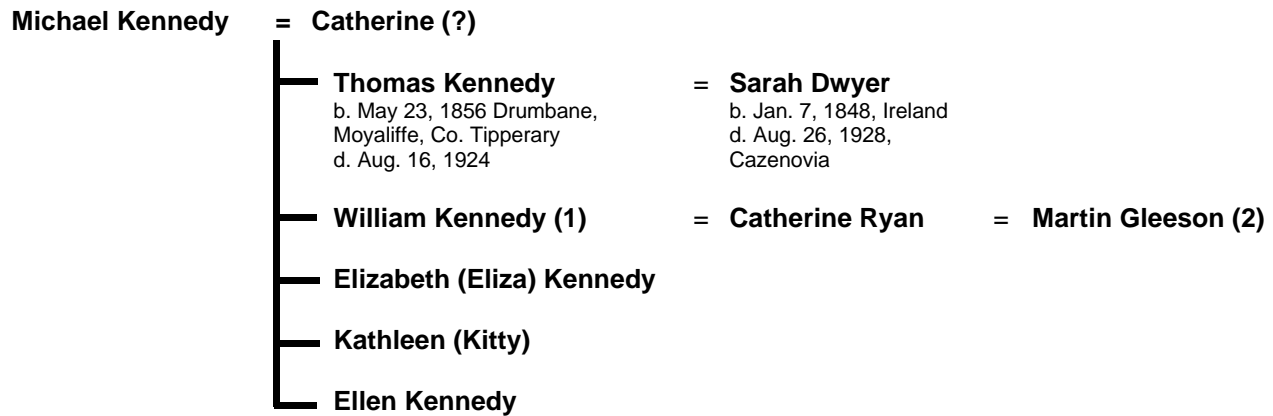 Michael Kennedy = Catherine (?)
Thomas Kennedy = Sarah Dwyer
b. May 23, 1856 Drumbane, b. Jan. 7, 1848, Ireland
Moyaliffe, Co. Tipperary d. Aug. 26, 1928,
d. Aug. 16, 1924 Cazenovia
William Kennedy (1) = Catherine Ryan = Martin Gleeson (2)
Elizabeth (Eliza) Kennedy
Kathleen (Kitty)
Ellen Kennedy